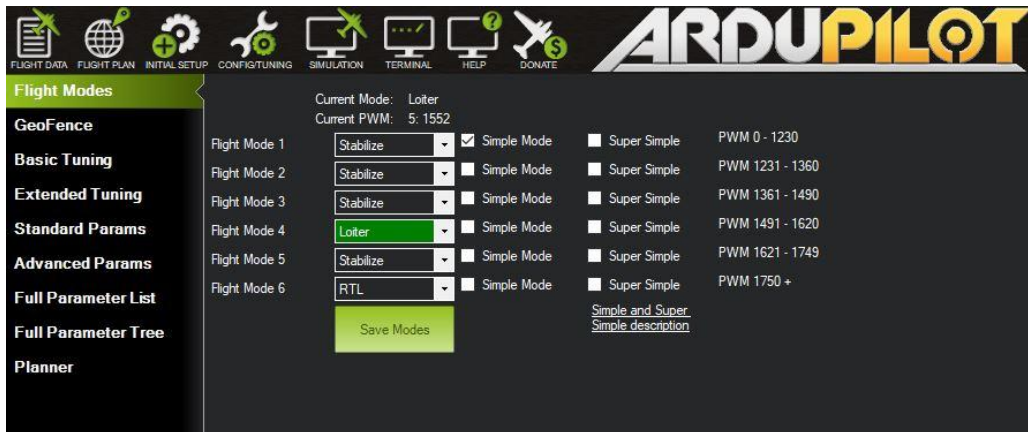 ARDUPILOT
FLIGHT DATA FLIGHT PLAN INITIAL SETUP CONFIG/TUNING SIMULATION TERMINAL HELP DONATE
Flight Modes
GeoFence
Basic Tuning
Extended Tuning
Standard Params
Advanced Params
Full Parameter List
Full Parameter Tree
Planner
Current Mode: Loiter
Current PWM: 5: 1552
Flight Mode 1 Stabilize Simple Mode Super Simple PWM 0 - 1230
Flight Mode 2 Stabilize Simple Mode Super Simple PWM 1231 - 1360
Flight Mode 3 Stabilize Simple Mode Super Simple PWM 1361 - 1490
Flight Mode 4 Loiter Simple Mode Super Simple PWM 1491 - 1620
Flight Mode 5 Stabilize Simple Mode Super Simple PWM 1621 - 1749
Flight Mode 6 RTL Simple Mode Super Simple PWM 1750 +
Save Modes
Simple and Super
Simple description